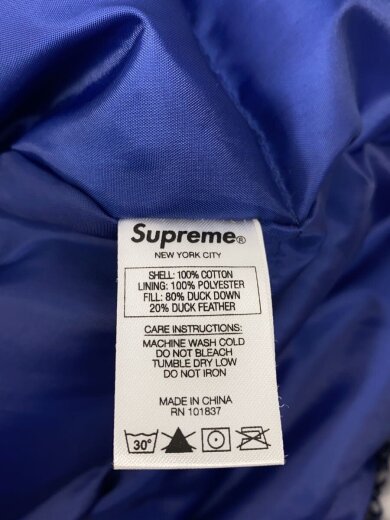 Supreme®
NEW YORK CITY
SHELL: 100% COTTON
LINING: 100% POLYESTER
FILL: 80% DUCK DOWN
20% DUCK FEATHER
CARE INSTRUCTIONS:
MACHINE WASH COLD
DO NOT BLEACH
TUMBLE DRY LOW
DO NOT IRON
MADE IN CHINA
RN 101837
30°